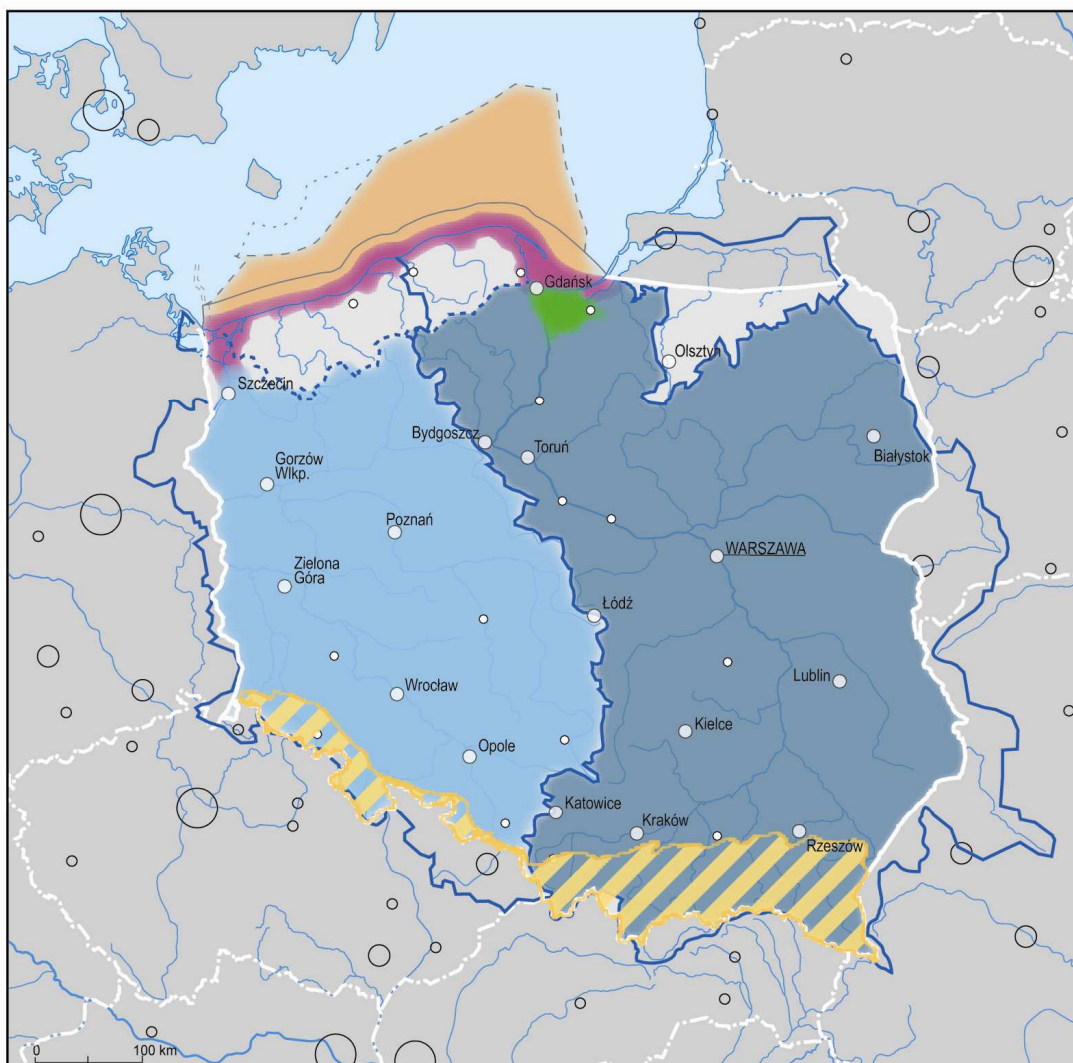 Gdańsk
Olsztyn
Szczecin
Bydgoszcz
Toruń
Białystok
Gorzów
Wlkp.
Poznań
WARSZAWA
Zielona
Góra
Łódź
Lublin
Wrocław
Kielce
Opole
Katowice
Kraków
Rzeszów
0 100 km